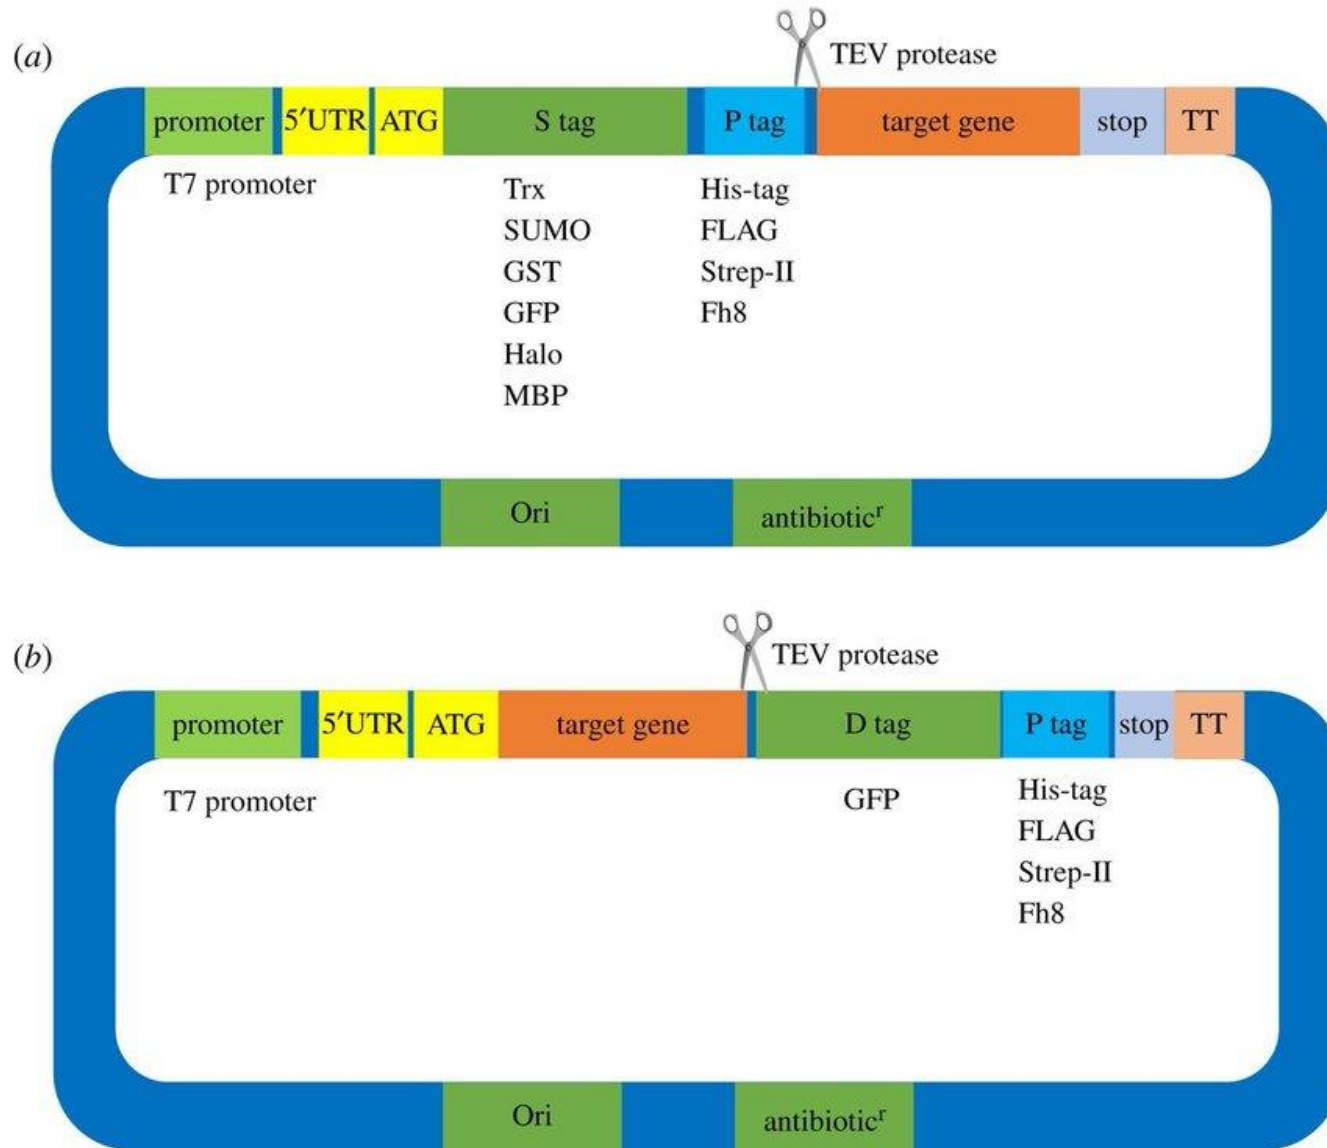 (a)
TEV protease
promoter 5′UTR ATG S tag P tag target gene stop TT
T7 promoter
Trx
SUMO
GST
GFP
Halo
MBP
His-tag
FLAG
Strep-II
Fh8
Ori antibioticʳ
(b)
TEV protease
promoter 5′UTR ATG target gene D tag P tag stop TT
T7 promoter
GFP
His-tag
FLAG
Strep-II
Fh8
Ori antibioticʳ